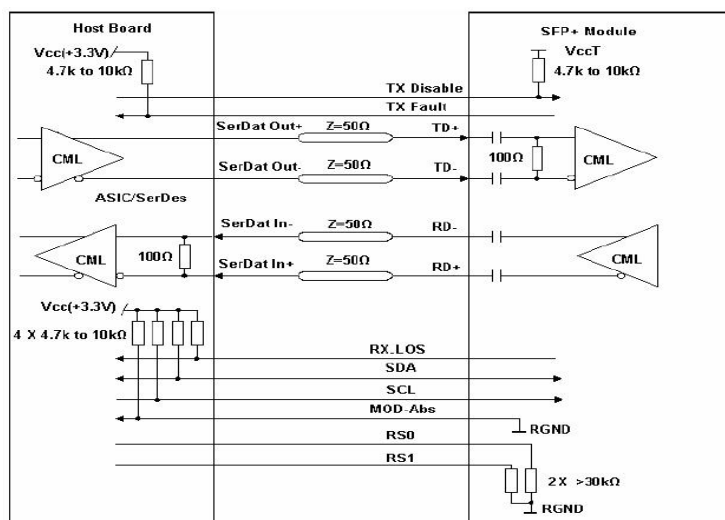 Host Board
SFP+ Module
Vcc(+3.3V)
4.7k to 10kΩ
VccT
4.7k to 10kΩ
TX Disable
TX Fault
SerDat Out+
Z=50Ω
TD+
CML
100Ω
CML
SerDat Out-
Z=50Ω
TD-
ASIC/SerDes
SerDat In-
Z=50Ω
RD-
CML
100Ω
SerDat In+
Z=50Ω
RD+
CML
Vcc(+3.3V)
4 X 4.7k to 10kΩ
RX_LOS
SDA
SCL
MOD-Abs
RGND
RS0
RS1
2 X >30kΩ
RGND